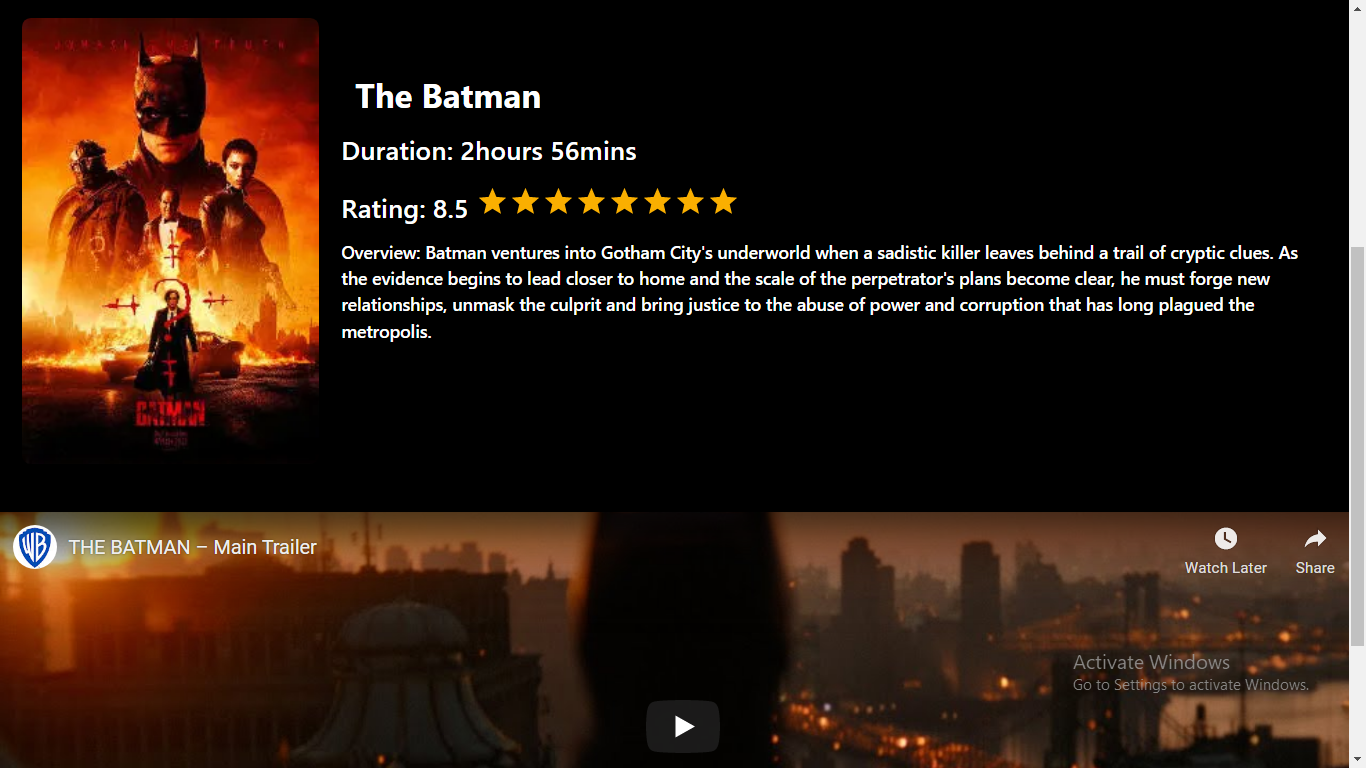 The Batman
Duration: 2hours 56mins
Rating: 8.5
Overview: Batman ventures into Gotham City's underworld when a sadistic killer leaves behind a trail of cryptic clues. As
the evidence begins to lead closer to home and the scale of the perpetrator's plans become clear, he must forge new
relationships, unmask the culprit and bring justice to the abuse of power and corruption that has long plagued the
metropolis.
THE
BATMAN
WB
THE BATMAN – Main Trailer
Watch Later
Share
Activate Windows
Go to Settings to activate Windows.